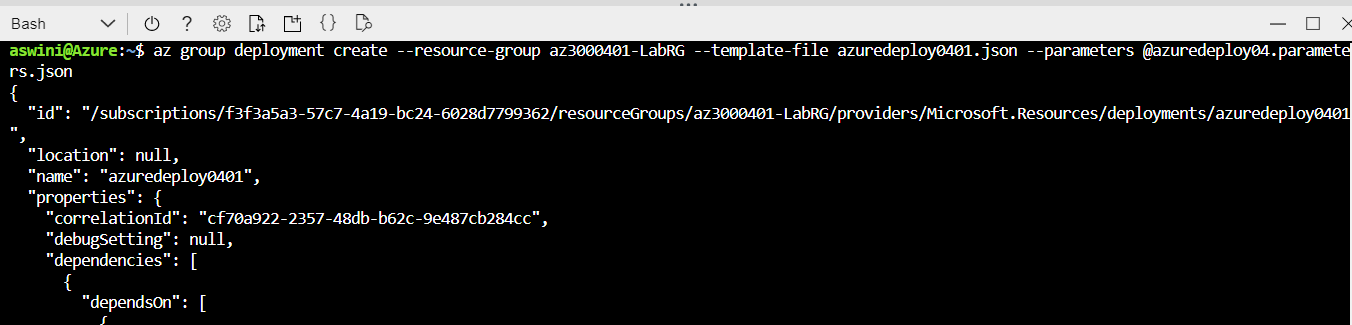 Bash
aswini@Azure:~$ az group deployment create --resource-group az3000401-LabRG --template-file azuredeploy0401.json --parameters @azuredeploy04.paramete
rs.json
{
  "id": "/subscriptions/f3f3a5a3-57c7-4a19-bc24-6028d7799362/resourceGroups/az3000401-LabRG/providers/Microsoft.Resources/deployments/azuredeploy0401
",
  "location": null,
  "name": "azuredeploy0401",
  "properties": {
    "correlationId": "cf70a922-2357-48db-b62c-9e487cb284cc",
    "debugSetting": null,
    "dependencies": [
      {
        "dependsOn": [
          {